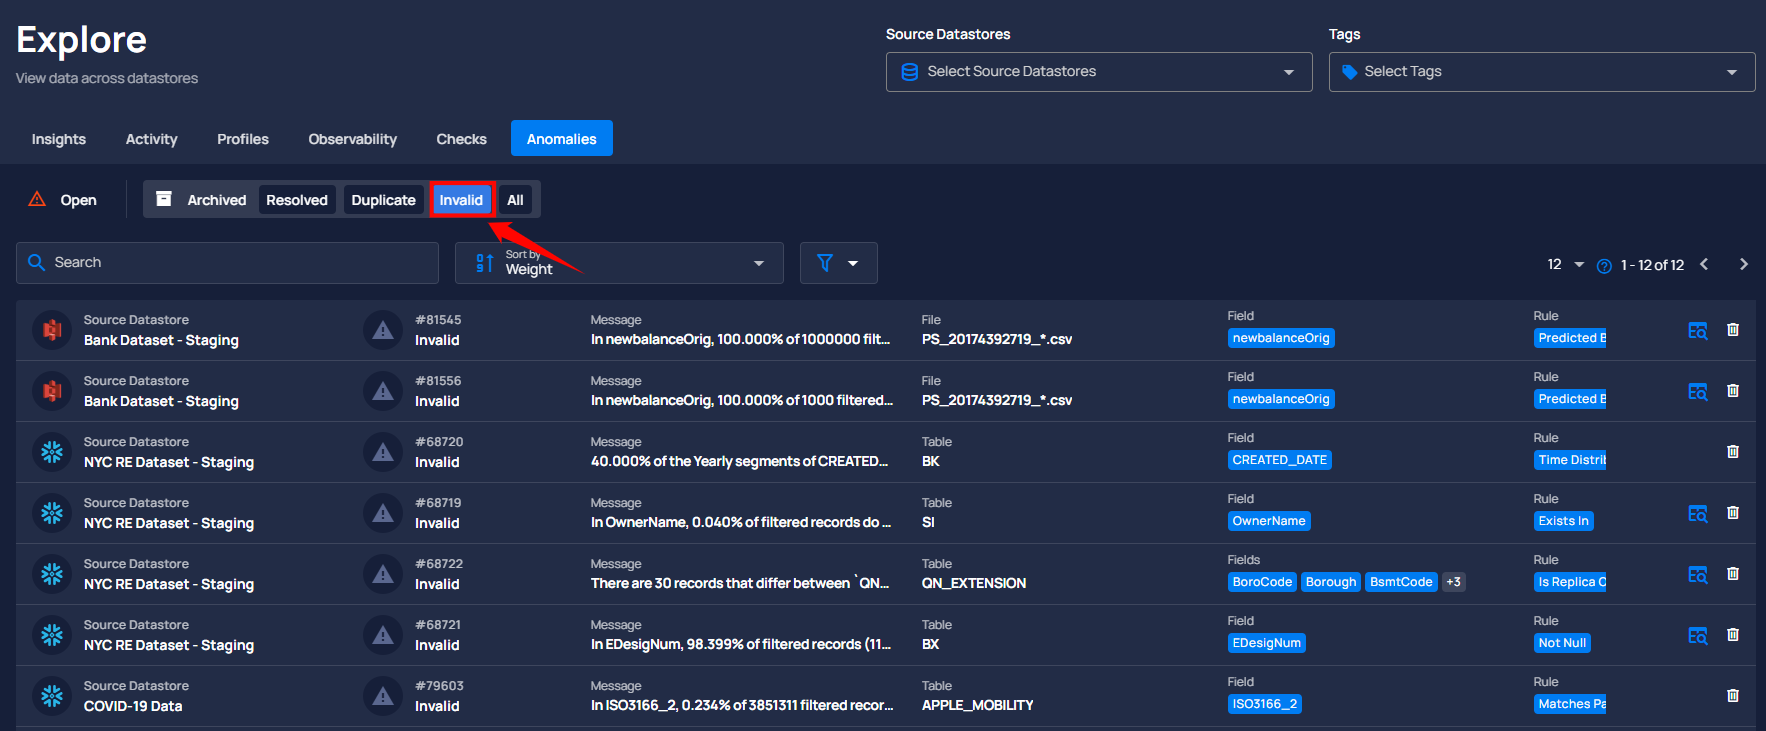 Explore
View data across datastores
Source Datastores
Select Source Datastores
Tags
Select Tags
Insights Activity Profiles Observability Checks Anomalies
Open Archived Resolved Duplicate Invalid All
Search
Sort by
Weight
12 1 - 12 of 12
Source Datastore #81545 Message File Field Rule
Bank Dataset - Staging Invalid In newbalanceOrig, 100.000% of 1000000 filt... PS_20174392719_*.csv newbalanceOrig Predicted B
Source Datastore #81556 Message File Field Rule
Bank Dataset - Staging Invalid In newbalanceOrig, 100.000% of 1000 filtered... PS_20174392719_*.csv newbalanceOrig Predicted B
Source Datastore #68720 Message Table Field Rule
NYC RE Dataset - Staging Invalid 40.000% of the Yearly segments of CREATED... BK CREATED_DATE Time Distrib
Source Datastore #68719 Message Table Field Rule
NYC RE Dataset - Staging Invalid In OwnerName, 0.040% of filtered records do ... SI OwnerName Exists In
Source Datastore #68722 Message Table Fields Rule
NYC RE Dataset - Staging Invalid There are 30 records that differ between `QN... QN_EXTENSION BoroCode Borough BsmtCode +3 Is Replica O
Source Datastore #68721 Message Table Field Rule
NYC RE Dataset - Staging Invalid In EDesigNum, 98.399% of filtered records (11... BX EDesigNum Not Null
Source Datastore #79603 Message Table Field Rule
COVID-19 Data Invalid In ISO3166_2, 0.234% of 3851311 filtered recor... APPLE_MOBILITY ISO3166_2 Matches Pa